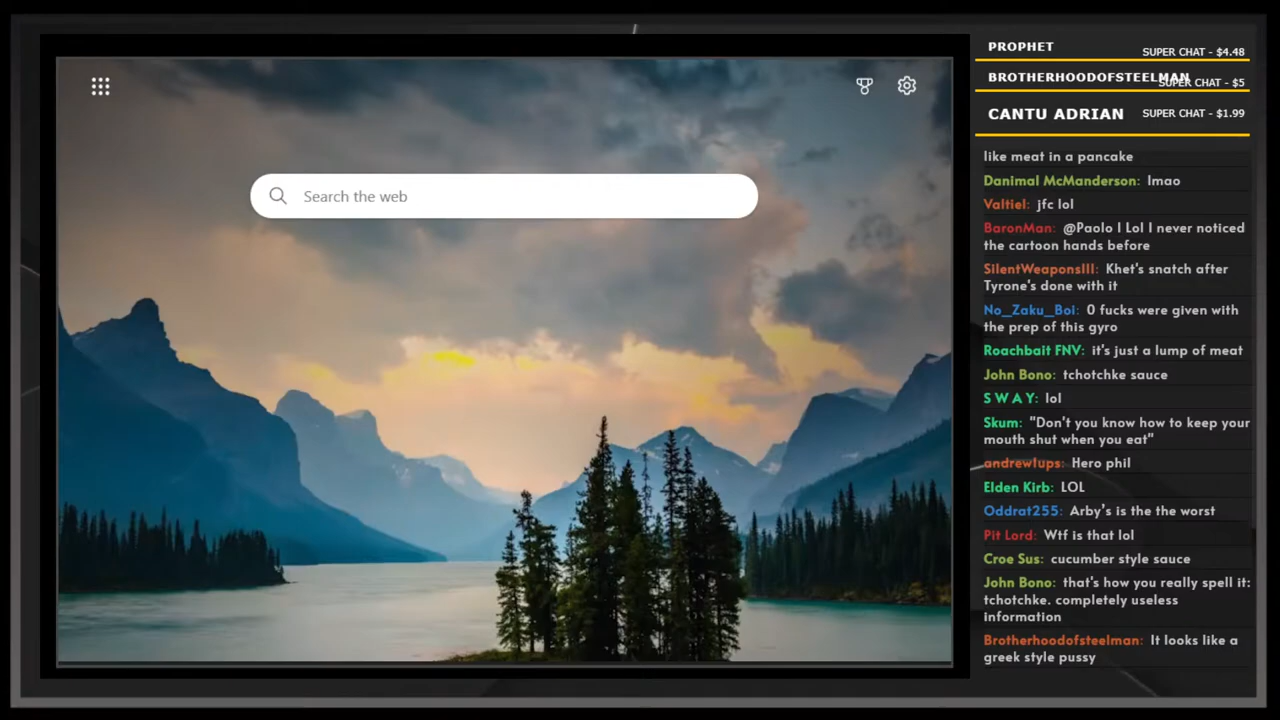 Search the web
PROPHET
SUPER CHAT - $4.48
BROTHERHOODOFSTEELMAN
SUPER CHAT - $5
CANTU ADRIAN
SUPER CHAT - $1.99
like meat in a pancake
Danimal McManderson: lmao
Valtiel: jfc lol
BaronMan: @Paolo I Lol I never noticed
the cartoon hands before
SilentWeaponsIII: Khet's snatch after
Tyrone's done with it
No_Zaku_Boi: 0 fucks were given with
the prep of this gyro
Roachbait FNV: it's just a lump of meat
John Bono: tchotchke sauce
S W A Y: lol
Skum: "Don't you know how to keep your
mouth shut when you eat"
andrew1ups: Hero phil
Elden Kirb: LOL
Oddrat255: Arby's is the the worst
Pit Lord: Wtf is that lol
Croe Sus: cucumber style sauce
John Bono: that's how you really spell it:
tchotchke. completely useless
information
Brotherhoodofsteelman: It looks like a
greek style pussy